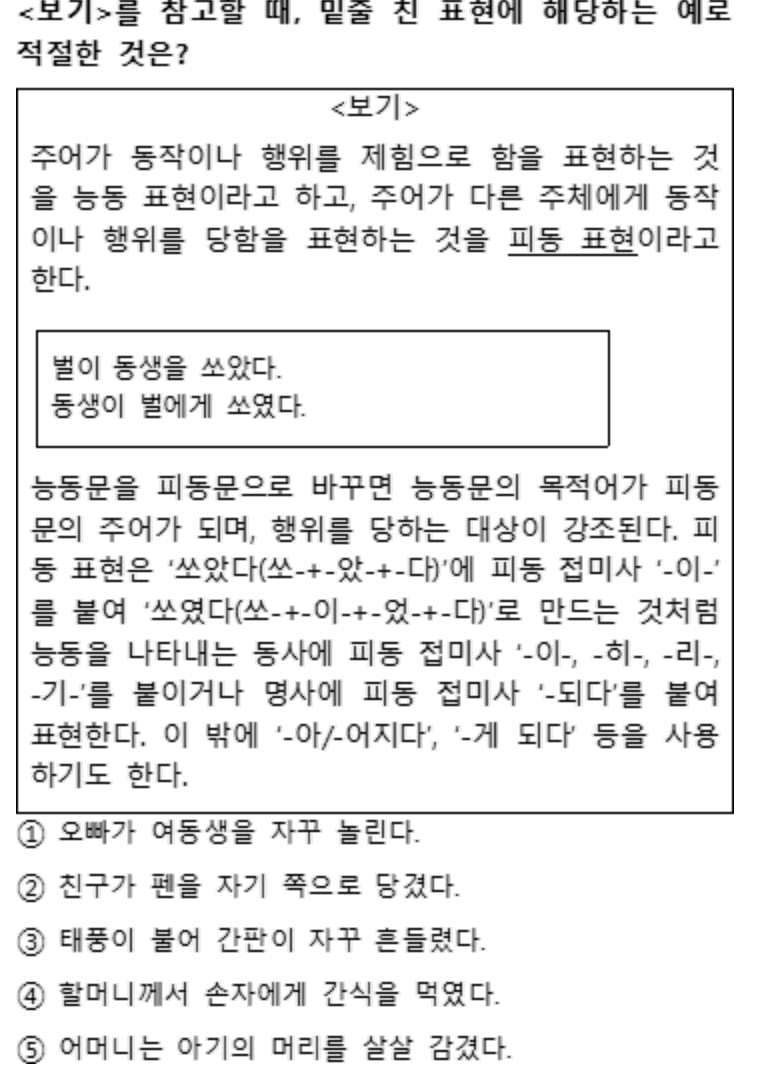 <보기>를 참고할 때, 밑줄 친 표현에 해당하는 예로
적절한 것은?
<보기>
주어가 동작이나 행위를 제힘으로 함을 표현하는 것
을 능동 표현이라고 하고, 주어가 다른 주체에게 동작
이나 행위를 당함을 표현하는 것을 피동 표현이라고
한다.
벌이 동생을 쏘았다.
동생이 벌에게 쏘였다.
능동문을 피동문으로 바꾸면 능동문의 목적어가 피동
문의 주어가 되며, 행위를 당하는 대상이 강조된다. 피
동 표현은 ‘쏘았다(쏘-+-았-+-다)’에 피동 접미사 ‘-이-’
를 붙여 ‘쏘였다(쏘-+-이-+-었-+-다)’로 만드는 것처럼
능동을 나타내는 동사에 피동 접미사 ‘-이-, -히-, -리-,
-기-’를 붙이거나 명사에 피동 접미사 ‘-되다’를 붙여
표현한다. 이 밖에 ‘-아/-어지다’, ‘-게 되다’ 등을 사용
하기도 한다.
① 오빠가 여동생을 자꾸 놀린다.
② 친구가 펜을 자기 쪽으로 당겼다.
③ 태풍이 불어 간판이 자꾸 흔들렸다.
④ 할머니께서 손자에게 간식을 먹였다.
⑤ 어머니는 아기의 머리를 살살 감겼다.